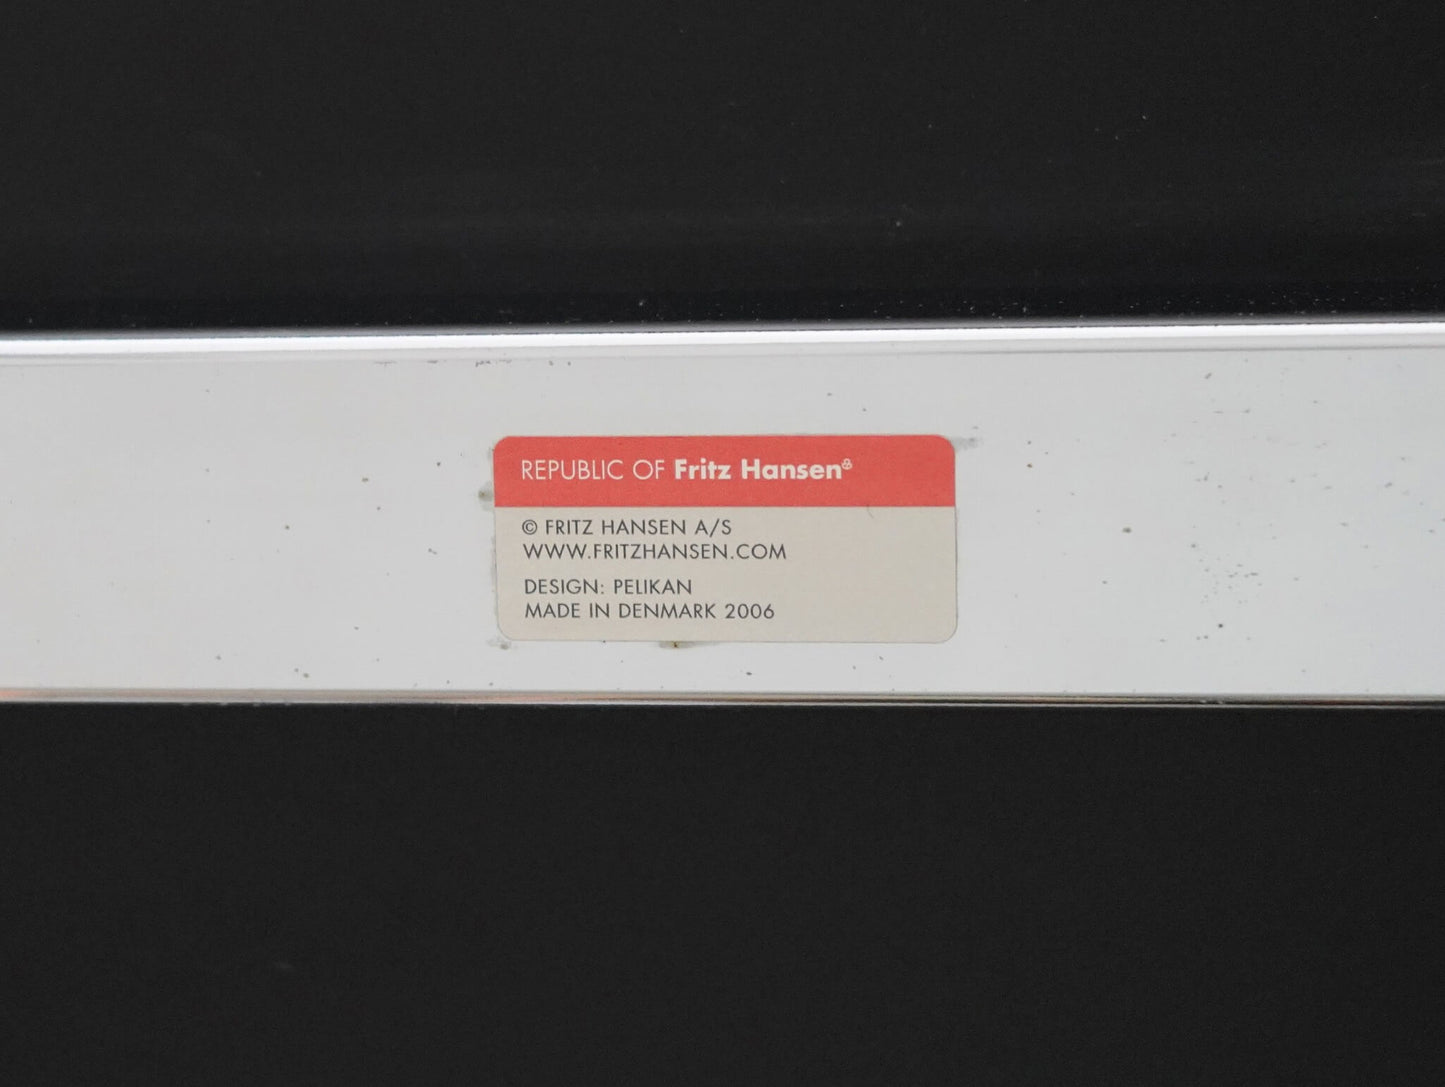 REPUBLIC OF Fritz Hansen®
© FRITZ HANSEN A/S
WWW.FRITZHANSEN.COM
DESIGN: PELIKAN
MADE IN DENMARK 2006